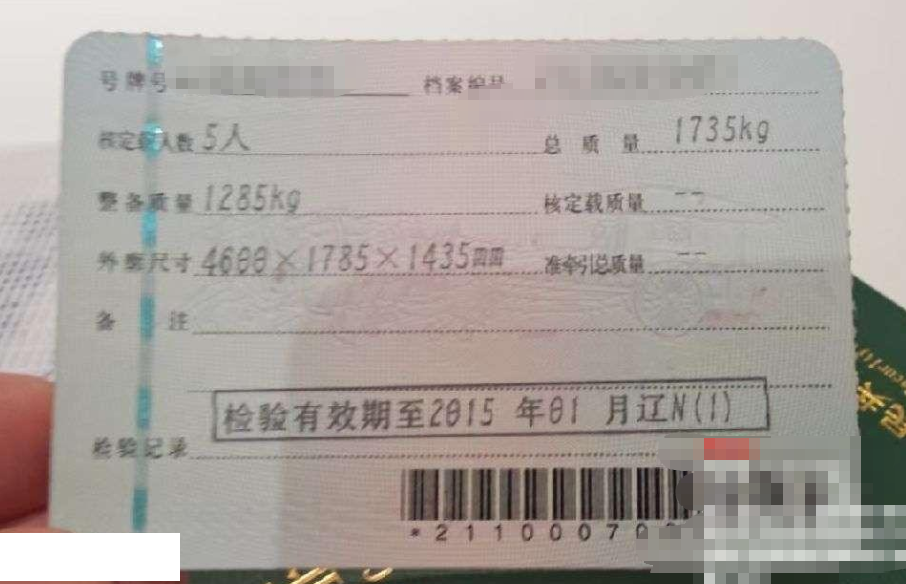 号牌号 档案编号
核定载人数 5人 总质量 1735kg
整备质量 1285kg 核定载质量 --
外廓尺寸 4600×1785×1435mm 准牵引总质量 --
备注
检验有效期至2015年01月辽N(1)
检验记录
*2110007